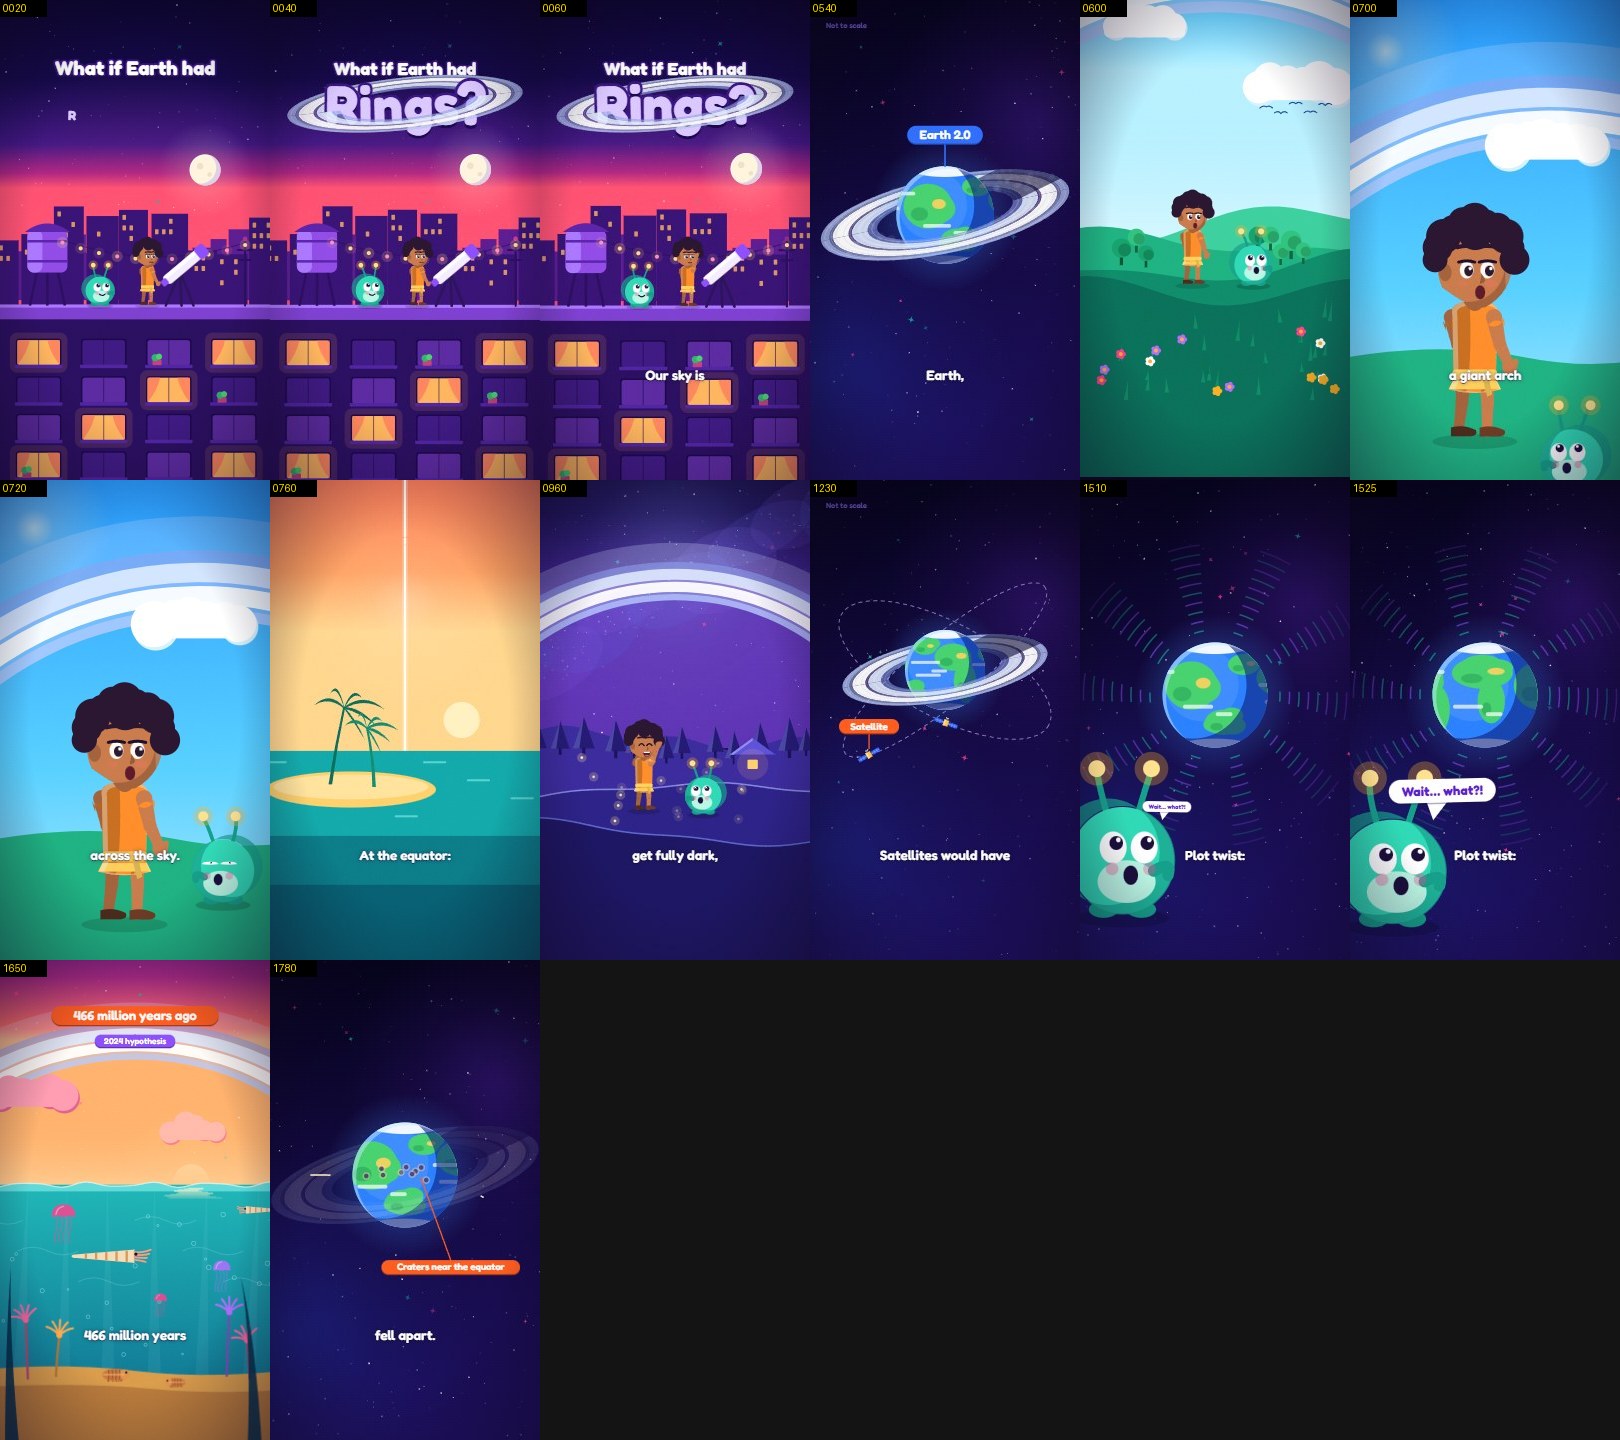 0020
What if Earth had
R
0040
What if Earth had
Rings?
0060
What if Earth had
Rings?
Our sky is
0540
Not to scale
Earth 2.0
Earth,
0600
0700
a giant arch
0720
across the sky.
0760
At the equator:
0960
get fully dark,
1230
Not to scale
Satellite
Satellites would have
1510
Wait... what?!
Plot twist:
1525
Wait... what?!
Plot twist:
1650
466 million years ago
2024 hypothesis
466 million years
1780
Craters near the equator
fell apart.